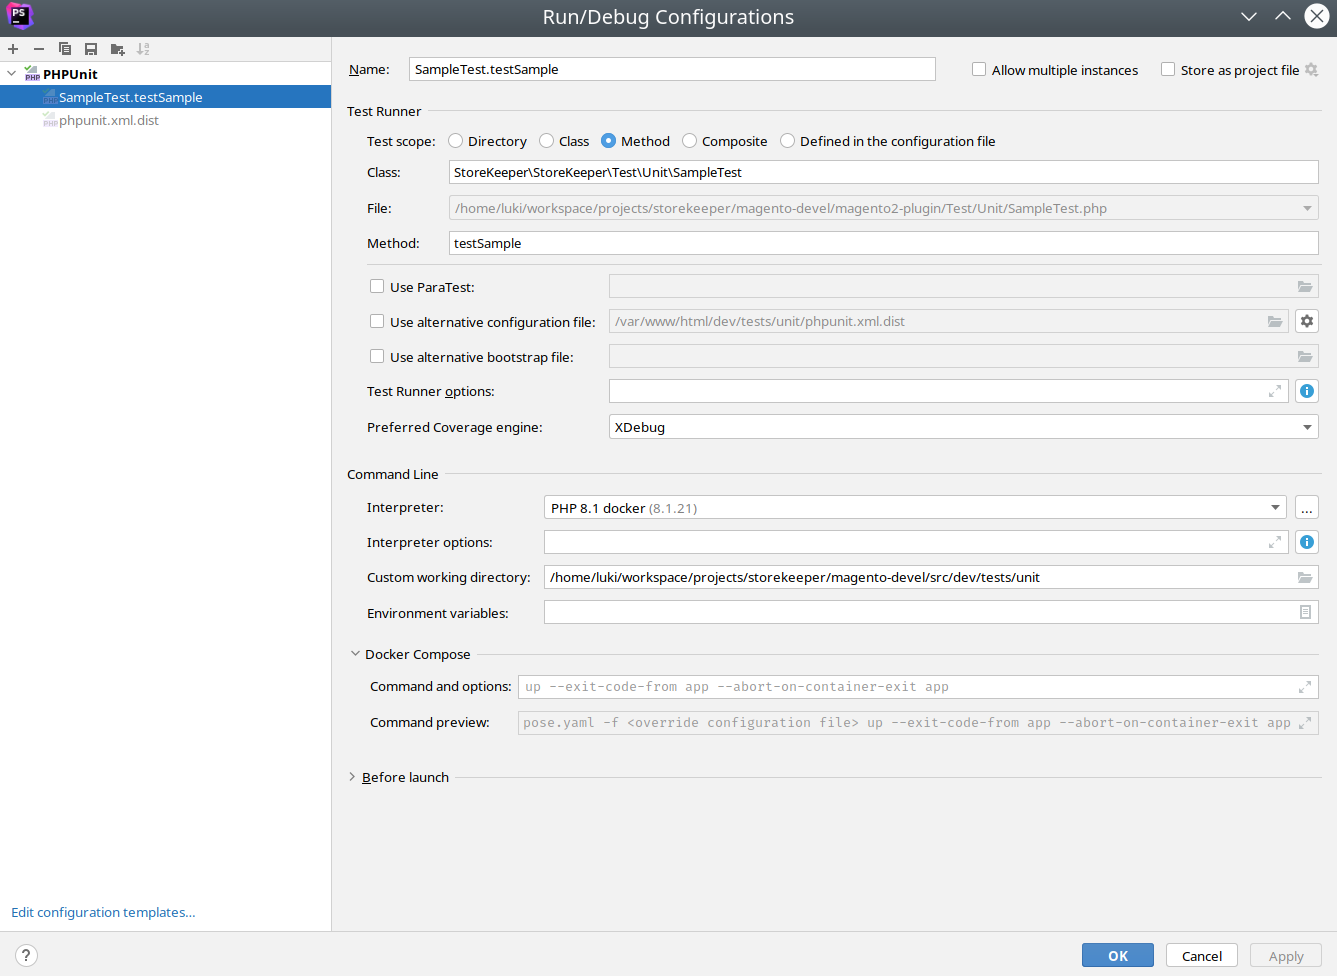 PS
Run/Debug Configurations
PHPUnit
SampleTest.testSample
phpunit.xml.dist
Name: SampleTest.testSample Allow multiple instances Store as project file
Test Runner
Test scope: Directory Class Method Composite Defined in the configuration file
Class: StoreKeeper\StoreKeeper\Test\Unit\SampleTest
File: /home/luki/workspace/projects/storekeeper/magento-devel/magento2-plugin/Test/Unit/SampleTest.php
Method: testSample
Use ParaTest:
Use alternative configuration file: /var/www/html/dev/tests/unit/phpunit.xml.dist
Use alternative bootstrap file:
Test Runner options:
Preferred Coverage engine: XDebug
Command Line
Interpreter: PHP 8.1 docker (8.1.21) ...
Interpreter options:
Custom working directory: /home/luki/workspace/projects/storekeeper/magento-devel/src/dev/tests/unit
Environment variables:
Docker Compose
Command and options: up --exit-code-from app --abort-on-container-exit app
Command preview: pose.yaml -f <override configuration file> up --exit-code-from app --abort-on-container-exit app
Before launch
Edit configuration templates...
? OK Cancel Apply